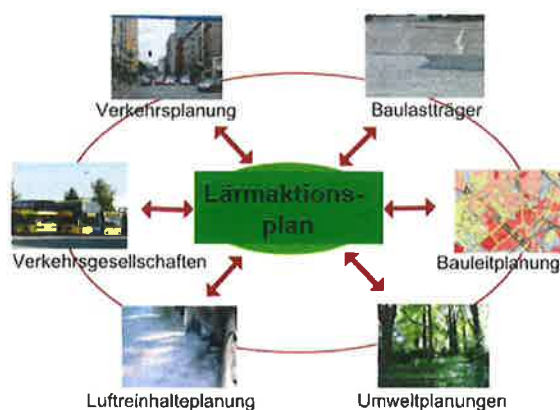 Verkehrsplanung
Baulastträger
Lärmaktions-
plan
Verkehrsgesellschaften
Bauleitplanung
Luftreinhalteplanung
Umweltplanungen